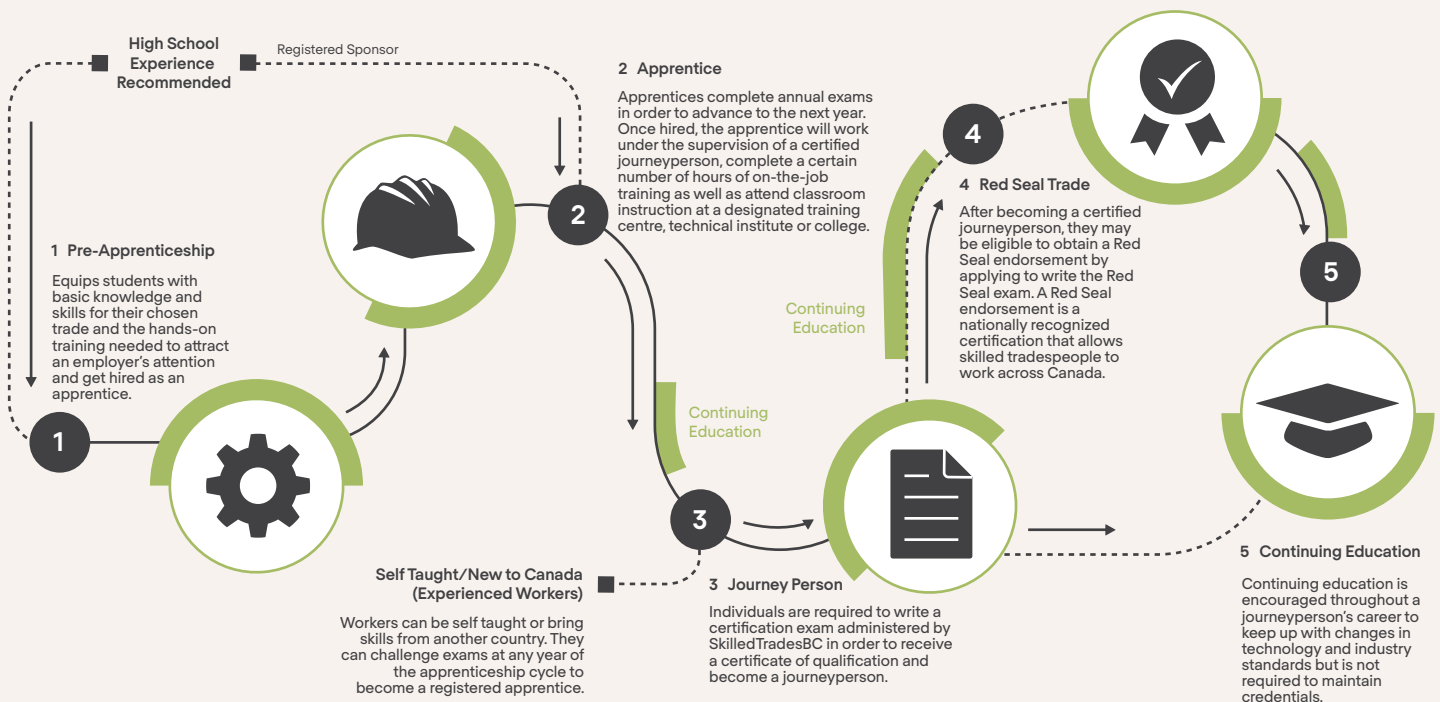 High School
Experience
Recommended
Registered Sponsor
1 Pre-Apprenticeship
Equips students with
basic knowledge and
skills for their chosen
trade and the hands-on
training needed to attract
an employer's attention
and get hired as an
apprentice.
1
2 Apprentice
Apprentices complete annual exams
in order to advance to the next year.
Once hired, the apprentice will work
under the supervision of a certified
journeyperson, complete a certain
number of hours of on-the-job
training as well as attend classroom
instruction at a designated training
centre, technical institute or college.
2
Continuing
Education
3
Self Taught/New to Canada
(Experienced Workers)
Workers can be self taught or bring
skills from another country. They
can challenge exams at any year of
the apprenticeship cycle to
become a registered apprentice.
3 Journey Person
Individuals are required to write a
certification exam administered by
SkilledTradesBC in order to receive
a certificate of qualification and
become a journeyperson.
Continuing
Education
4
4 Red Seal Trade
After becoming a certified
journeyperson, they may
be eligible to obtain a Red
Seal endorsement by
applying to write the Red
Seal exam. A Red Seal
endorsement is a
nationally recognized
certification that allows
skilled tradespeople to
work across Canada.
5
5 Continuing Education
Continuing education is
encouraged throughout a
journeyperson's career to
keep up with changes in
technology and industry
standards but is not
required to maintain
credentials.